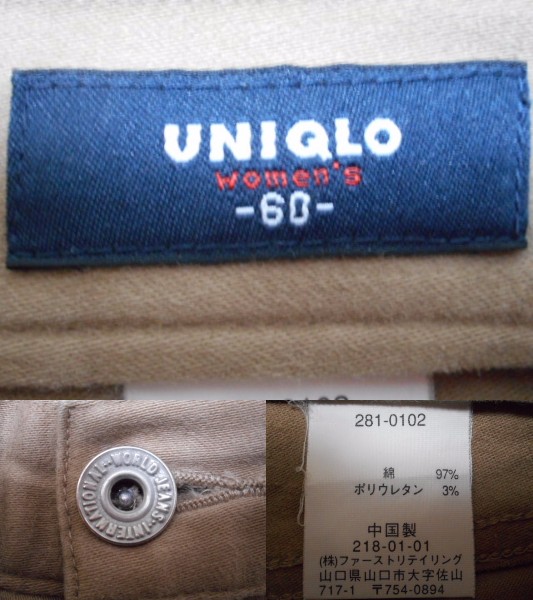 UNIQLO
women's
-60-
INTERNATIONAL-WORLD JEANS-
281-0102
綿 97%
ポリウレタン 3%
中国製
218-01-01
(株)ファーストリテイリング
山口県山口市大字佐山
717-1 〒754-0894